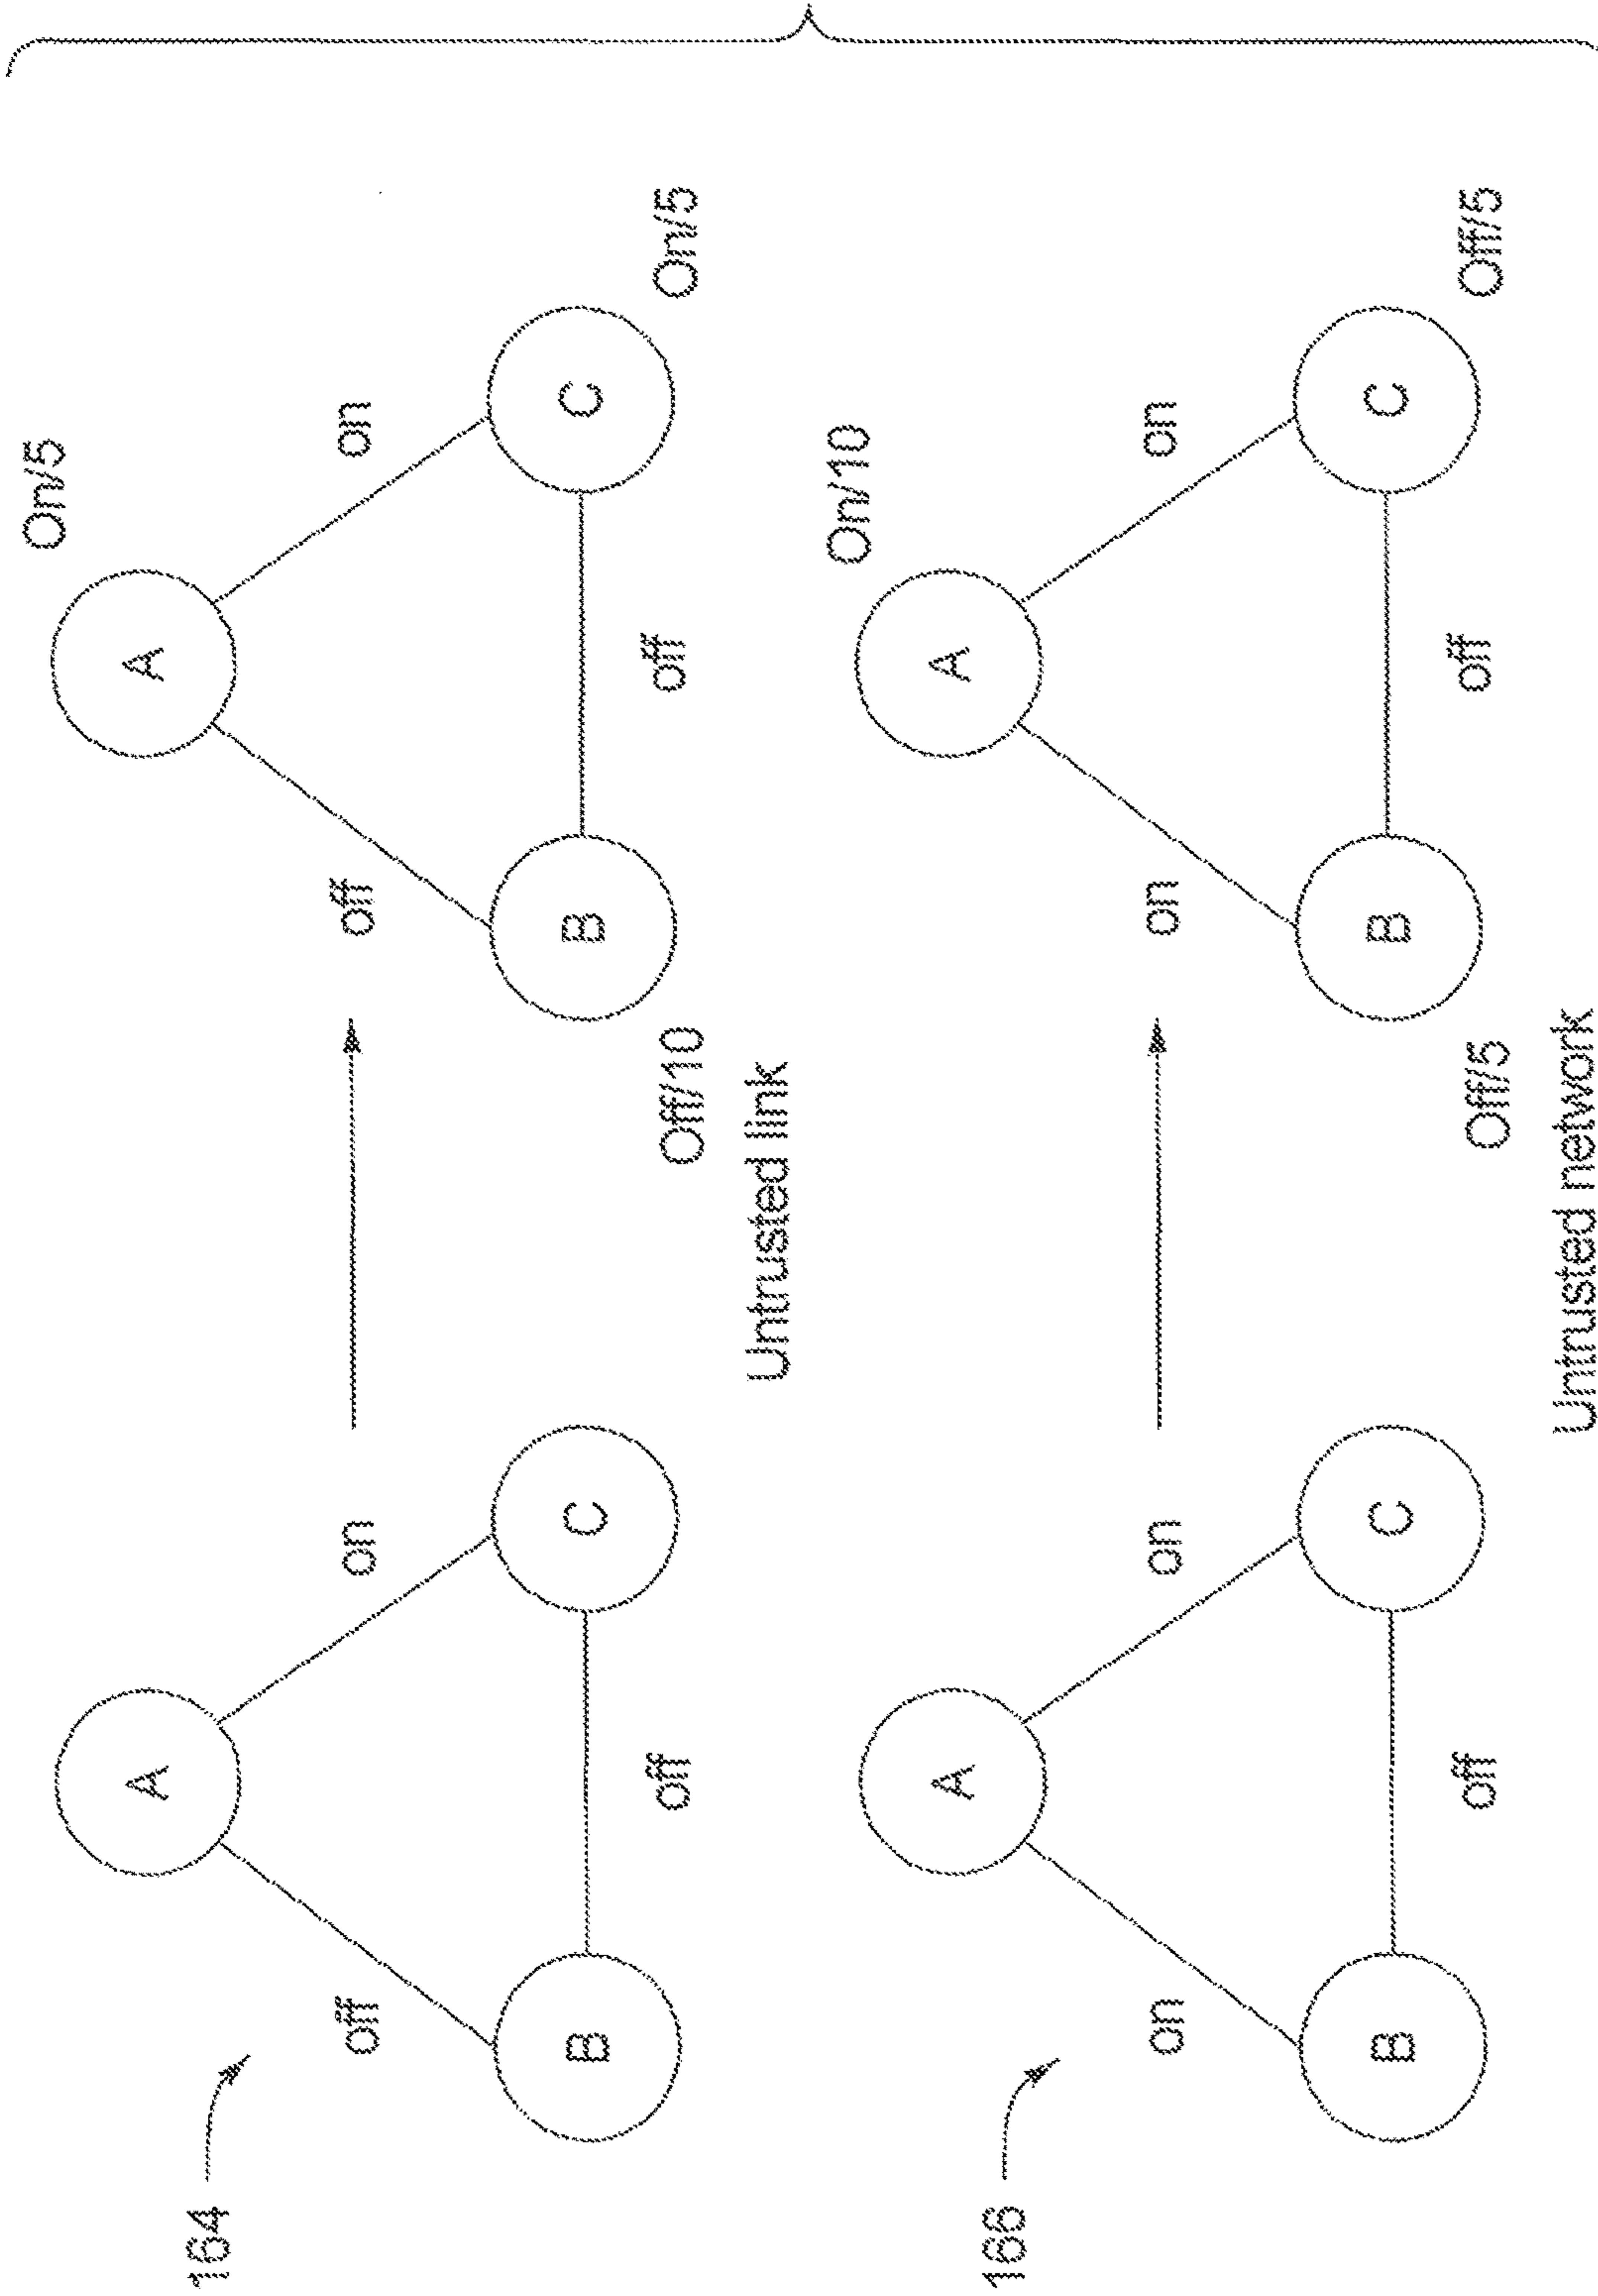 164
A
off
on
B
C
off
On/5
A
off
on
B
C
Off/10
off
On/5
Untrusted link
166
A
on
on
B
C
off
On/10
A
on
on
B
C
Off/5
off
Off/5
Untrusted network